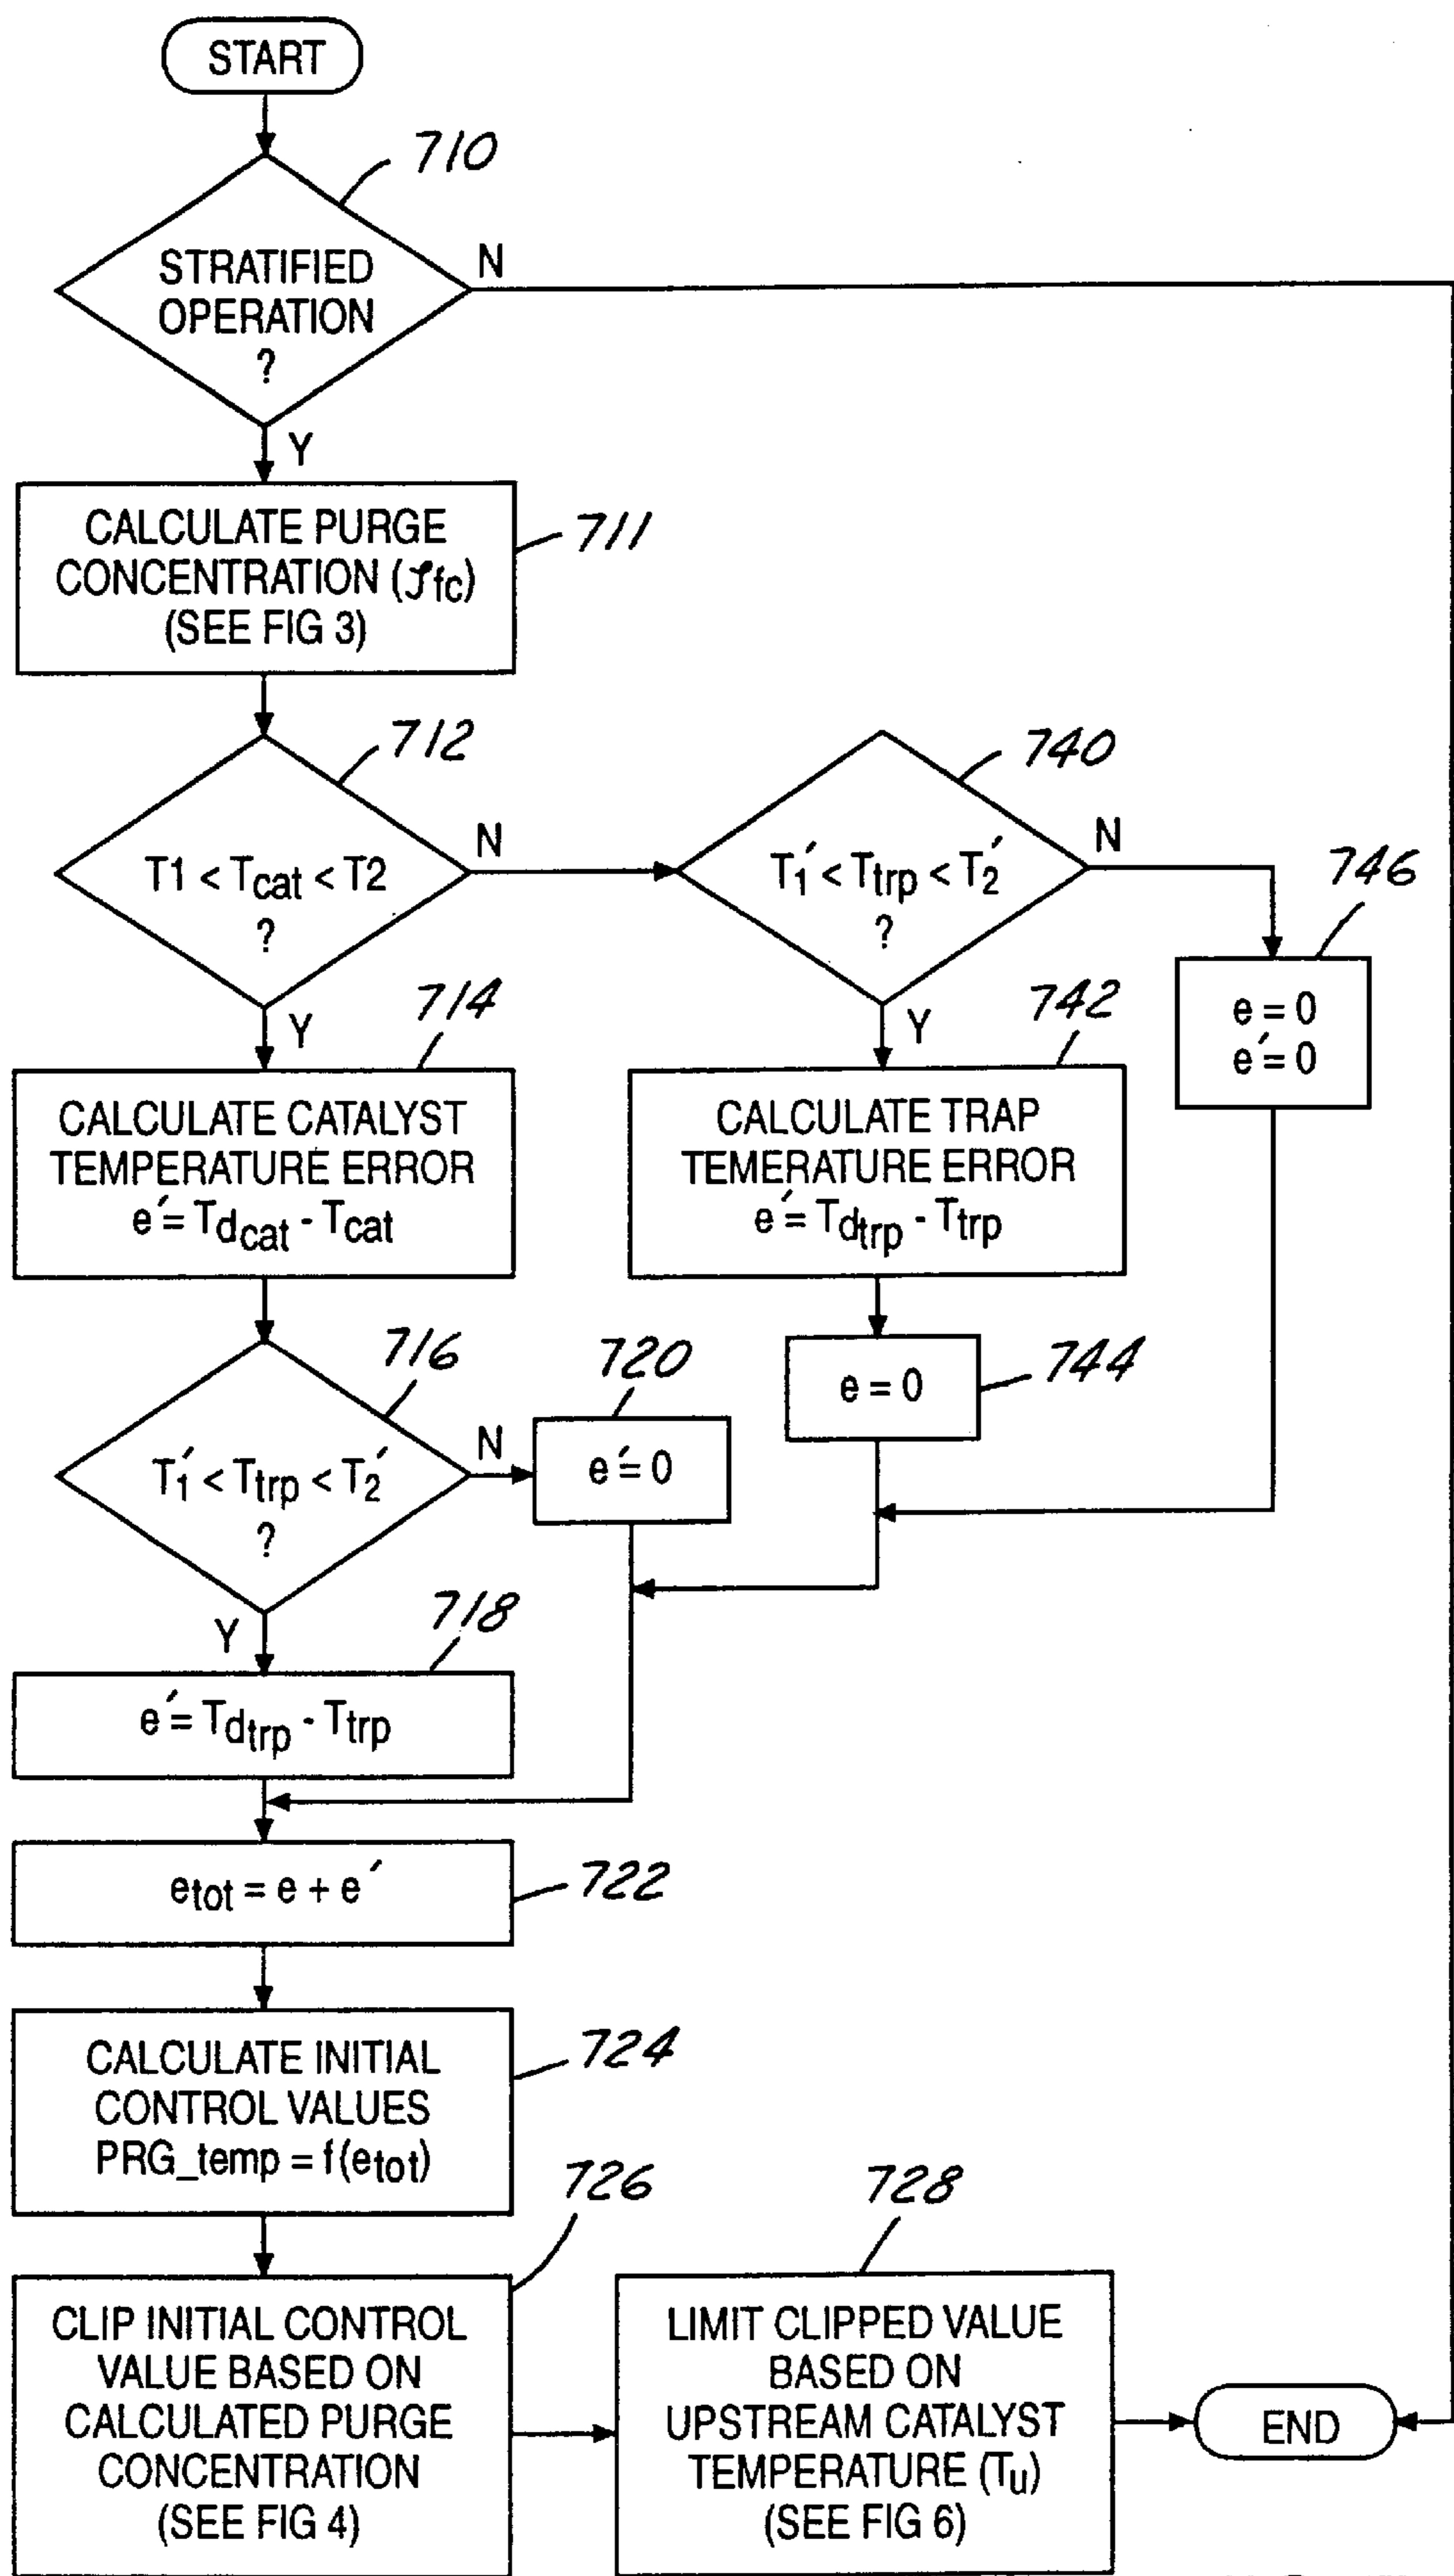 START
710
STRATIFIED
OPERATION
?
N
Y
CALCULATE PURGE
CONCENTRATION (𝓅fc)
(SEE FIG 3)
711
712
T1 < Tcat < T2
?
N
Y
740
T1′ < Ttrp < T2′
?
N
Y
746
e = 0
e′= 0
714
CALCULATE CATALYST
TEMPERATURE ERROR
e′= Tdcat - Tcat
742
CALCULATE TRAP
TEMERATURE ERROR
e′= Tdtrp - Ttrp
716
T1′ < Ttrp < T2′
?
N
Y
720
e′= 0
e = 0
744
718
e′= Tdtrp - Ttrp
etot = e + e′
722
CALCULATE INITIAL
CONTROL VALUES
PRG_temp = f(etot)
724
726
CLIP INITIAL CONTROL
VALUE BASED ON
CALCULATED PURGE
CONCENTRATION
(SEE FIG 4)
728
LIMIT CLIPPED VALUE
BASED ON
UPSTREAM CATALYST
TEMPERATURE (Tu)
(SEE FIG 6)
END